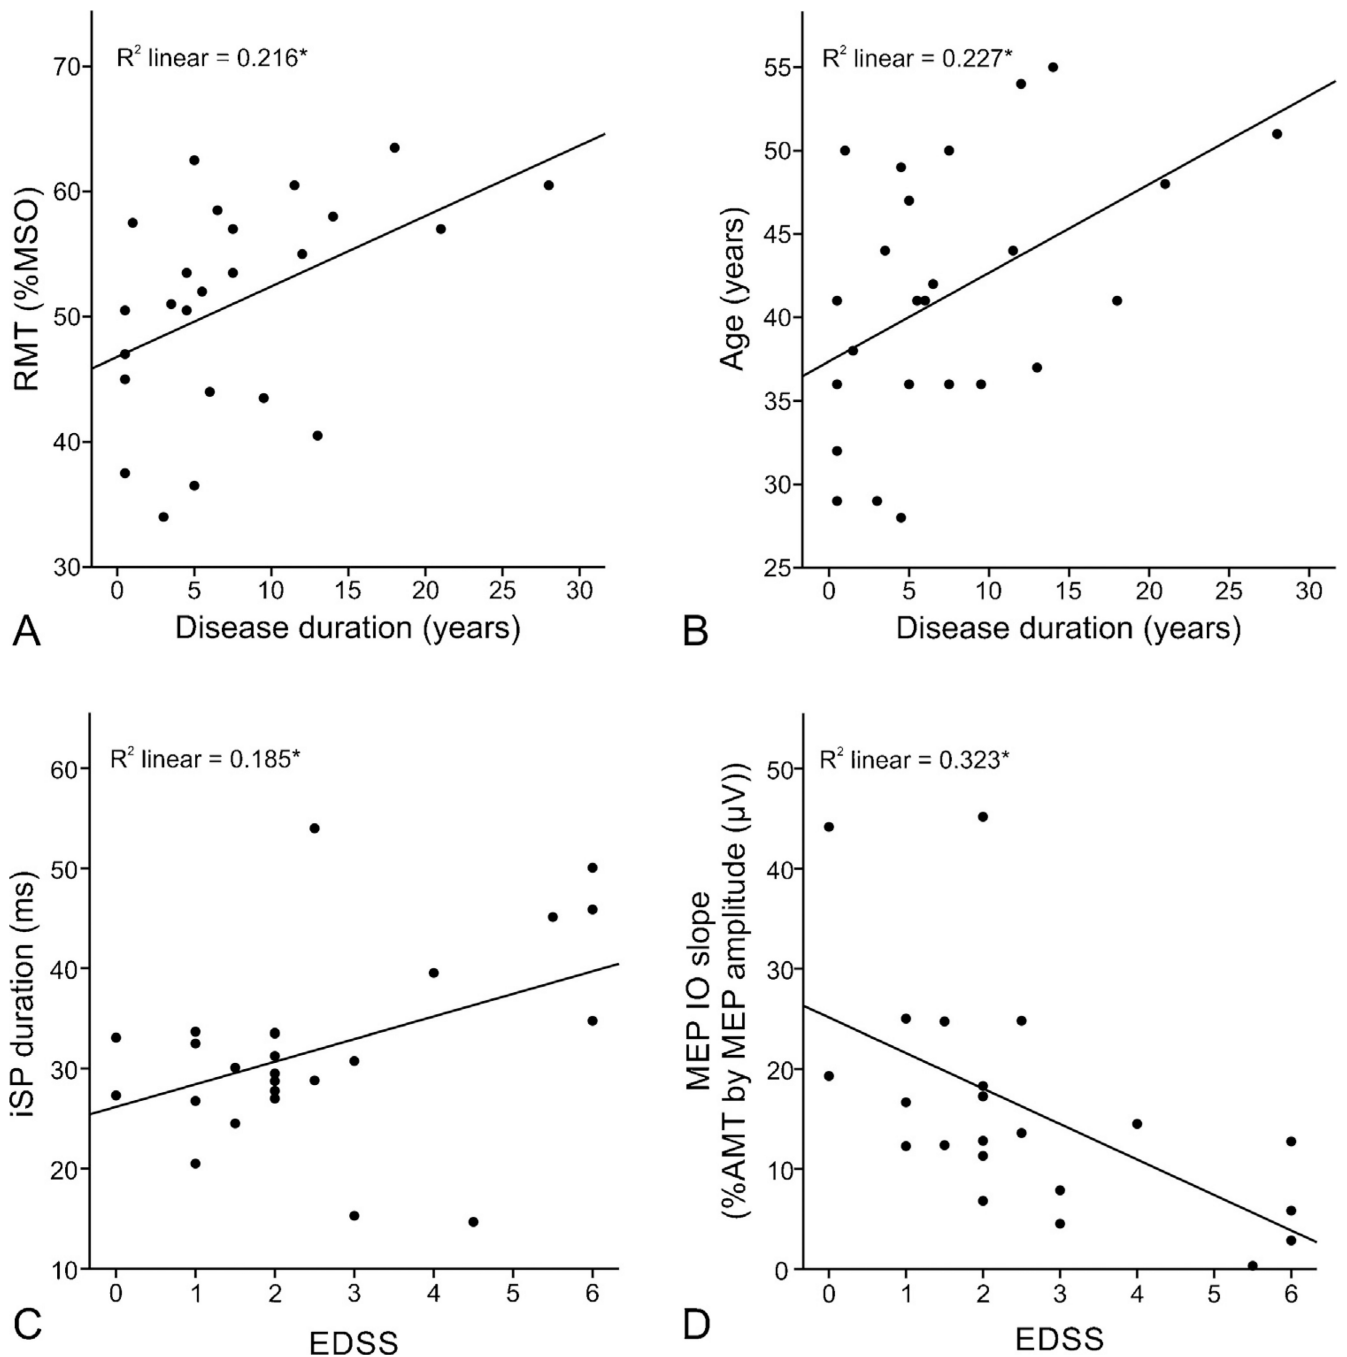 R² linear = 0.216*
70
60
50
40
30
RMT (%MSO)
0 5 10 15 20 25 30
Disease duration (years)
A
R² linear = 0.227*
55
50
45
40
35
30
25
Age (years)
0 5 10 15 20 25 30
Disease duration (years)
B
R² linear = 0.185*
60
50
40
30
20
10
iSP duration (ms)
0 1 2 3 4 5 6
EDSS
C
R² linear = 0.323*
50
40
30
20
10
0
MEP IO slope
(%AMT by MEP amplitude (µV))
0 1 2 3 4 5 6
EDSS
D